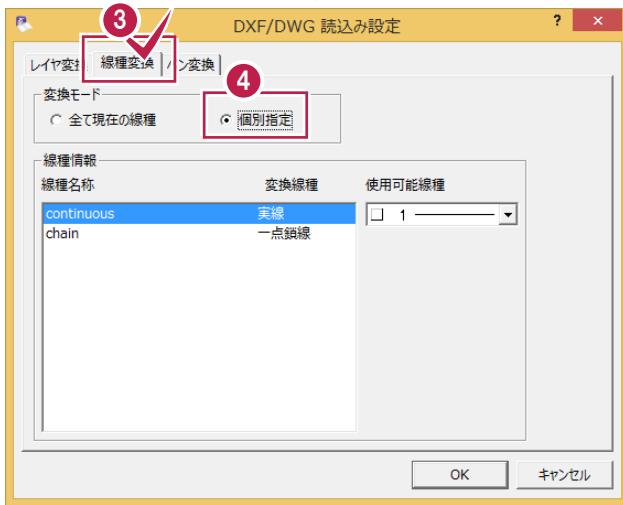 DXF/DWG 読込み設定 ? ×
3
レイヤ変 線種変換 ン変換
4
変換モード
全て現在の線種 個別指定
線種情報
線種名称 変換線種 使用可能線種
continuous 実線 1
chain 一点鎖線
OK キャンセル